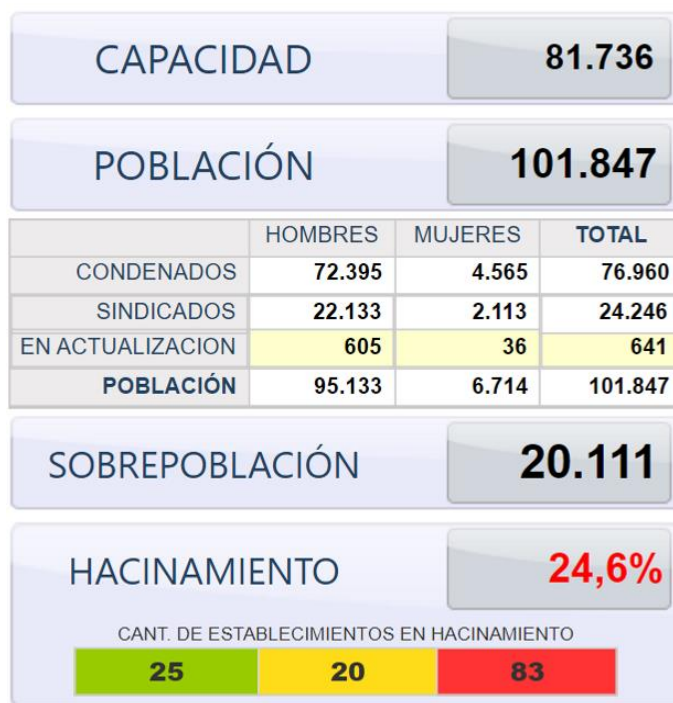 CAPACIDAD 81.736
POBLACIÓN 101.847
HOMBRES MUJERES TOTAL
CONDENADOS 72.395 4.565 76.960
SINDICADOS 22.133 2.113 24.246
EN ACTUALIZACION 605 36 641
POBLACIÓN 95.133 6.714 101.847
SOBREPOBLACIÓN 20.111
HACINAMIENTO 24,6%
CANT. DE ESTABLECIMIENTOS EN HACINAMIENTO
25 20 83